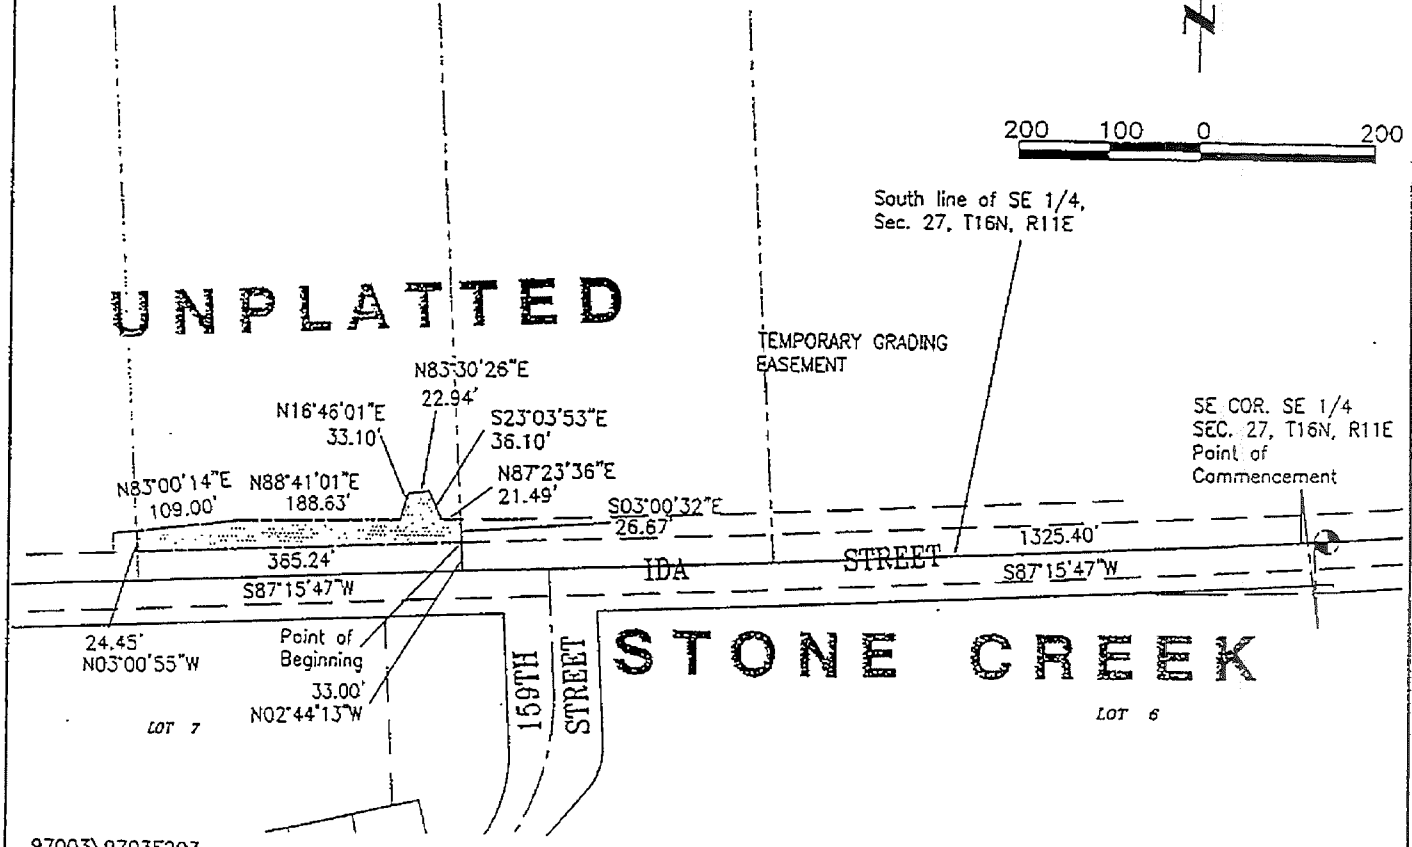 200 100 0 200
South line of SE 1/4,
Sec. 27, T16N, R11E
UNPLATTED
TEMPORARY GRADING
EASEMENT
N83°30'26"E
22.94'
N16°46'01"E
33.10'
S23°03'53"E
36.10'
SE COR. SE 1/4
SEC. 27, T16N, R11E
Point of
Commencement
N83°00'14"E
109.00'
N88°41'01"E
188.63'
N87°23'36"E
21.49'
S03°00'32"E
26.67'
1325.40'
S87°15'47"W
365.24'
S87°15'47"W
IDA STREET
24.45'
N03°00'55"W
Point of
Beginning
33.00'
N02°44'13"W
159TH
STREET
STONE CREEK
LOT 7
LOT 6